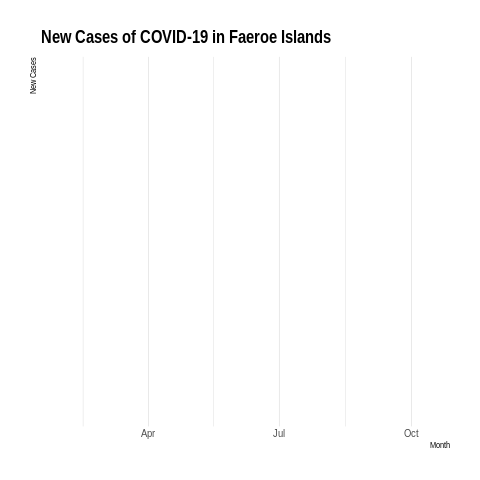 New Cases of COVID-19 in Faeroe Islands
New Cases
Apr Jul Oct
Month